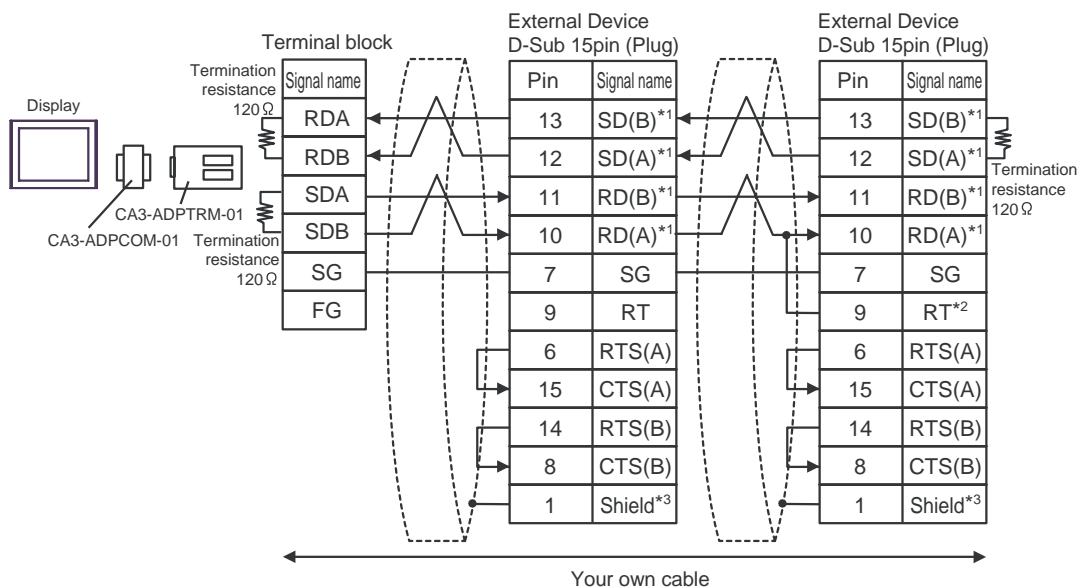 External Device
D-Sub 15pin (Plug)
External Device
D-Sub 15pin (Plug)
Terminal block
Termination
resistance
120Ω
Display
CA3-ADPTRM-01
CA3-ADPCOM-01
Termination
resistance
120Ω
Signal name
RDA
RDB
SDA
SDB
SG
FG
Pin Signal name
13 SD(B)*1
12 SD(A)*1
11 RD(B)*1
10 RD(A)*1
7 SG
9 RT
6 RTS(A)
15 CTS(A)
14 RTS(B)
8 CTS(B)
1 Shield*3
Pin Signal name
13 SD(B)*1
12 SD(A)*1
11 RD(B)*1
10 RD(A)*1
7 SG
9 RT*2
6 RTS(A)
15 CTS(A)
14 RTS(B)
8 CTS(B)
1 Shield*3
Termination
resistance
120Ω
Your own cable